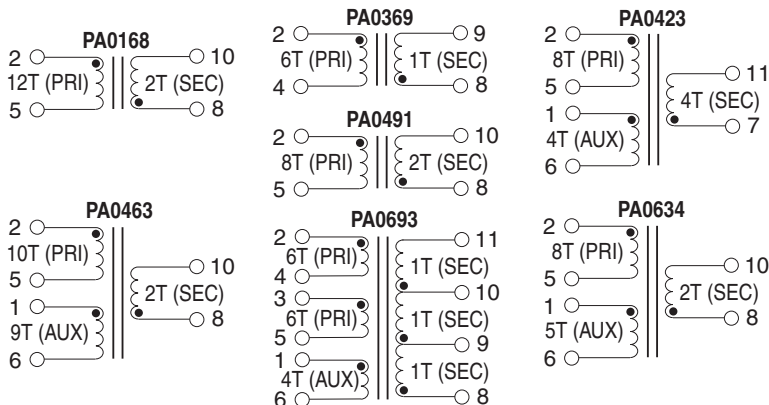 PA0168
2
12T (PRI)
5
10
2T (SEC)
8
PA0369
2
6T (PRI)
4
9
1T (SEC)
8
PA0423
2
8T (PRI)
5
1
4T (AUX)
6
11
4T (SEC)
7
PA0491
2
8T (PRI)
5
10
2T (SEC)
8
PA0463
2
10T (PRI)
5
1
9T (AUX)
6
10
2T (SEC)
8
PA0693
2
6T (PRI)
4
3
6T (PRI)
5
1
4T (AUX)
6
11
1T (SEC)
10
1T (SEC)
9
1T (SEC)
8
PA0634
2
8T (PRI)
5
1
5T (AUX)
6
10
2T (SEC)
8